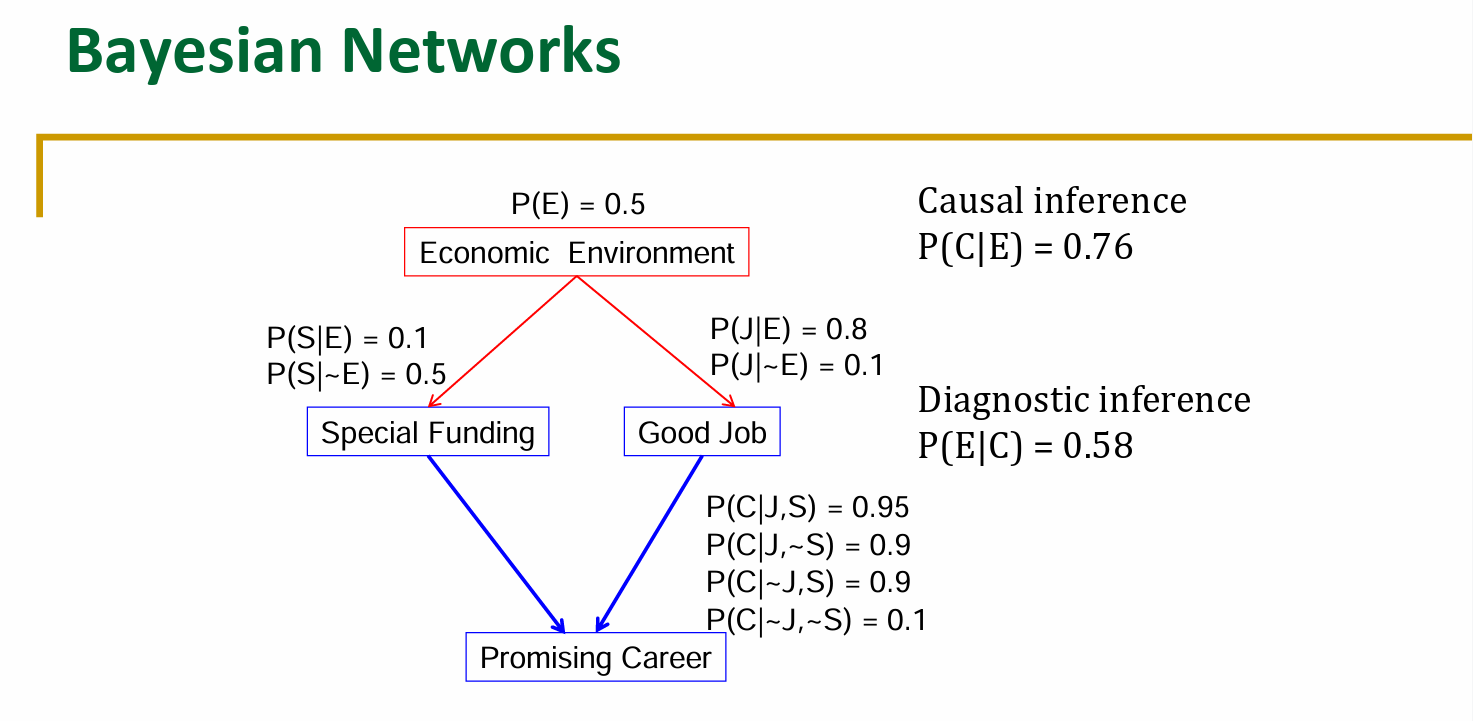 Bayesian Networks
P(E) = 0.5
Economic Environment
Causal inference
P(C|E) = 0.76
P(S|E) = 0.1
P(S|~E) = 0.5
P(J|E) = 0.8
P(J|~E) = 0.1
Special Funding
Good Job
Diagnostic inference
P(E|C) = 0.58
P(C|J,S) = 0.95
P(C|J,~S) = 0.9
P(C|~J,S) = 0.9
P(C|~J,~S) = 0.1
Promising Career